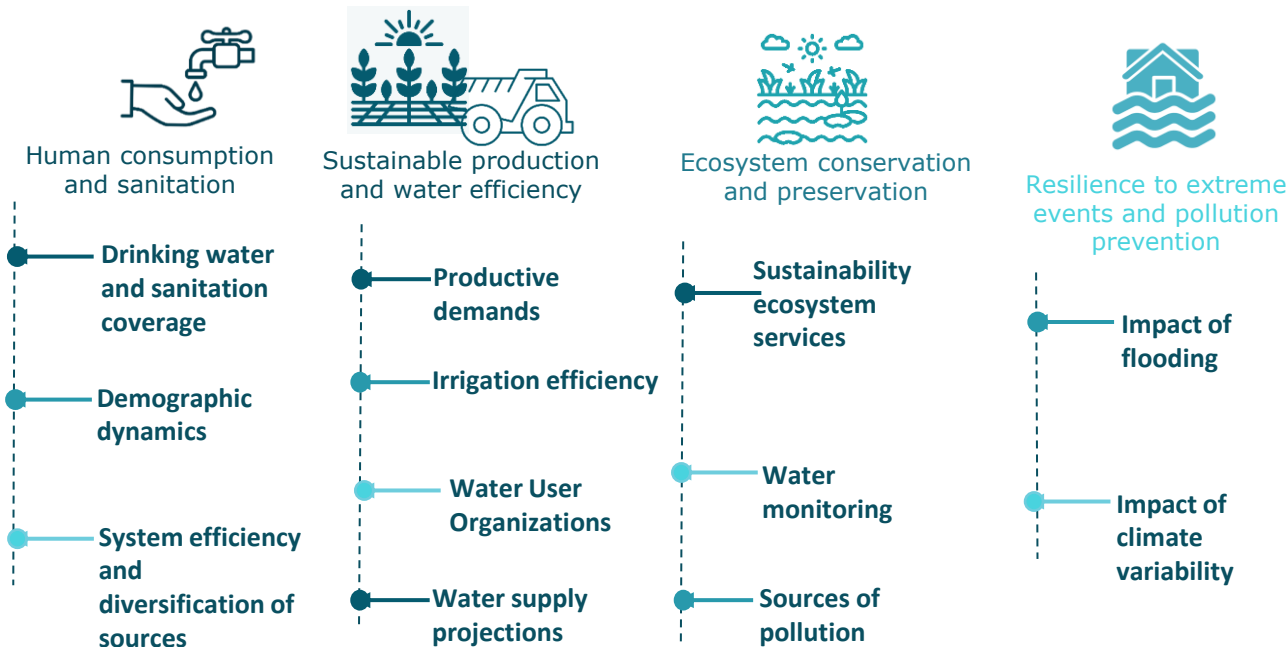 Human consumption
and sanitation
Drinking water
and sanitation
coverage
Demographic
dynamics
System efficiency
and
diversification of
sources
Sustainable production
and water efficiency
Productive
demands
Irrigation efficiency
Water User
Organizations
Water supply
projections
Ecosystem conservation
and preservation
Sustainability
ecosystem
services
Water
monitoring
Sources of
pollution
Resilience to extreme
events and pollution
prevention
Impact of
flooding
Impact of
climate
variability